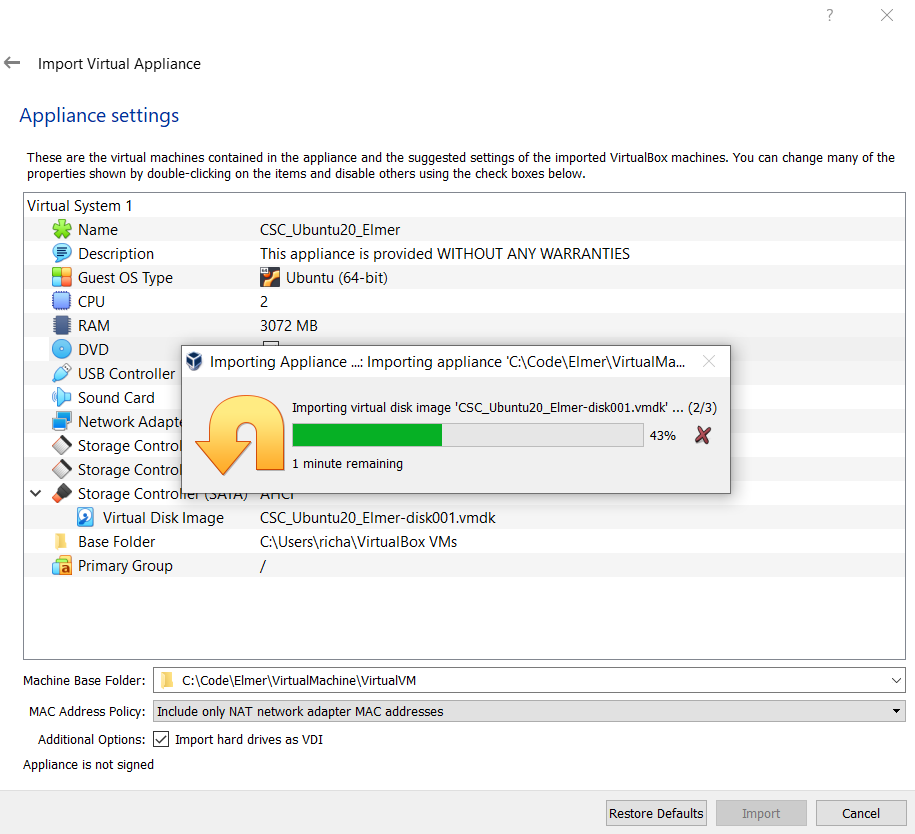 ?
Import Virtual Appliance
Appliance settings
These are the virtual machines contained in the appliance and the suggested settings of the imported VirtualBox machines. You can change many of the
properties shown by double-clicking on the items and disable others using the check boxes below.
Virtual System 1
Name CSC_Ubuntu20_Elmer
Description This appliance is provided WITHOUT ANY WARRANTIES
Guest OS Type Ubuntu (64-bit)
CPU 2
RAM 3072 MB
DVD
USB Controller
Sound Card
Network Adapte
Storage Control
Storage Control
Storage Controller (SATA) AHCI
Virtual Disk Image CSC_Ubuntu20_Elmer-disk001.vmdk
Base Folder C:\Users\richa\VirtualBox VMs
Primary Group /
Importing Appliance ...: Importing appliance 'C:\Code\Elmer\VirtualMa...
Importing virtual disk image 'CSC_Ubuntu20_Elmer-disk001.vmdk' ... (2/3)
43%
1 minute remaining
Machine Base Folder: C:\Code\Elmer\VirtualMachine\VirtualVM
MAC Address Policy: Include only NAT network adapter MAC addresses
Additional Options: Import hard drives as VDI
Appliance is not signed
Restore Defaults Import Cancel